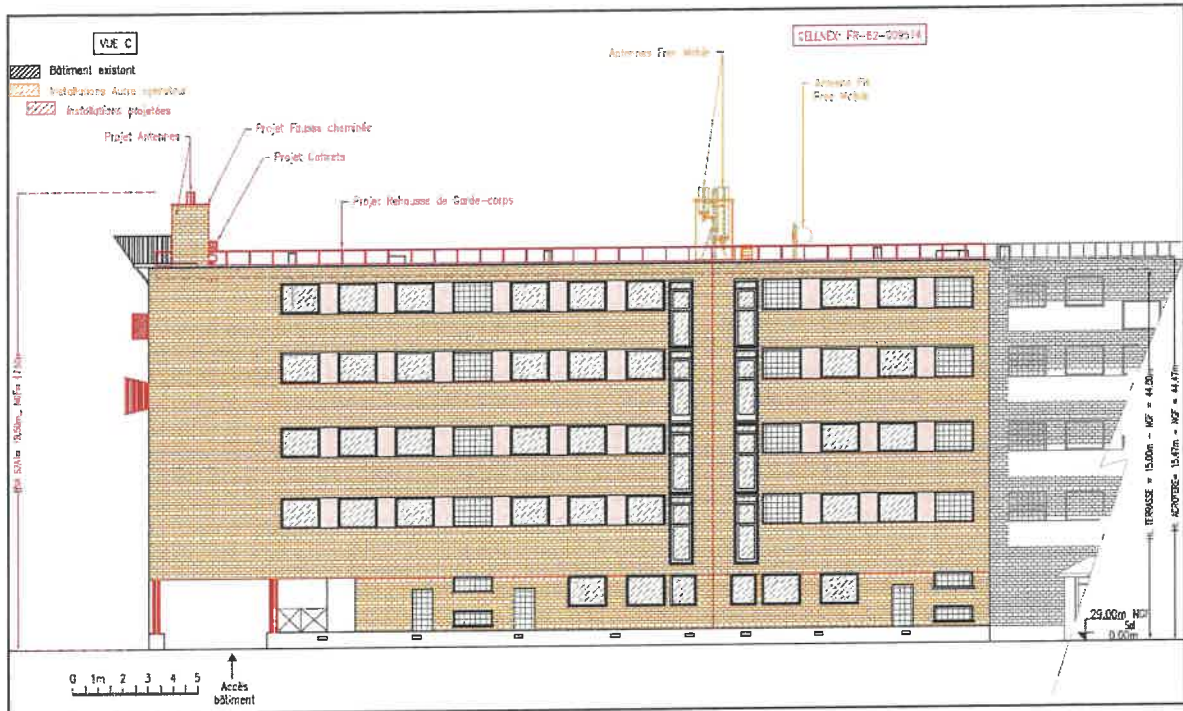 VUE C
CELLNEX: FR-62-
Bâtiment existant
Installations Autre opérateur
Installations projetées
Projet Antennes
Projet Fausse cheminée
Projet Coffrets
Projet Rehausse de Garde-corps
Antennes Free Mobile
Antenne FH
Free Mobile
H. TERRASSE = 15.00m - NGF = 44.00m
H. ACROTERE= 15.47m - NGF = 44.47m
29.00m NGF
Sol
0.00m
0 1m 2 3 4 5
Accès
bâtiment